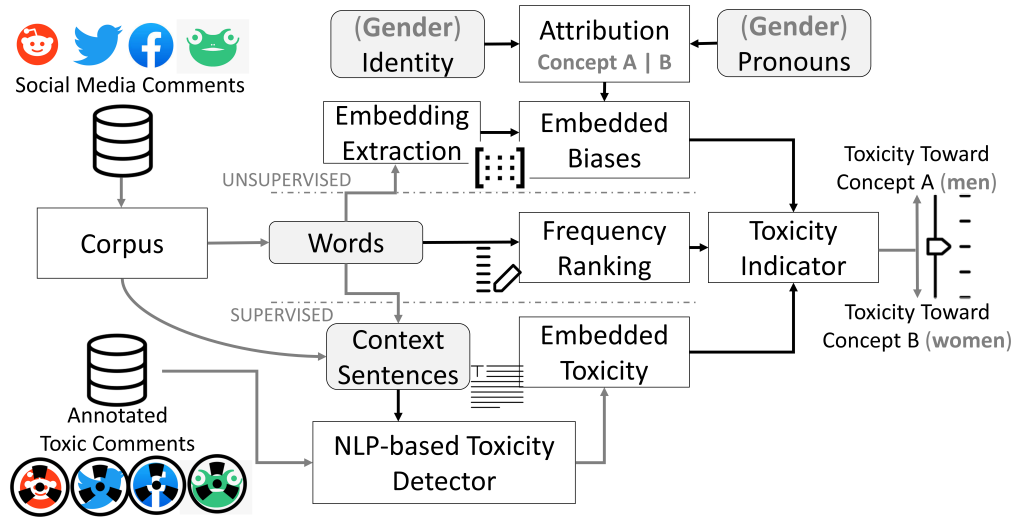 Social Media Comments
(Gender)
Identity
Attribution
Concept A | B
(Gender)
Pronouns
Embedding
Extraction
Embedded
Biases
UNSUPERVISED
Corpus
Words
Frequency
Ranking
Toxicity
Indicator
Toxicity Toward
Concept A (men)
Toxicity Toward
Concept B (women)
SUPERVISED
Context
Sentences
T
Embedded
Toxicity
Annotated
Toxic Comments
NLP-based Toxicity
Detector